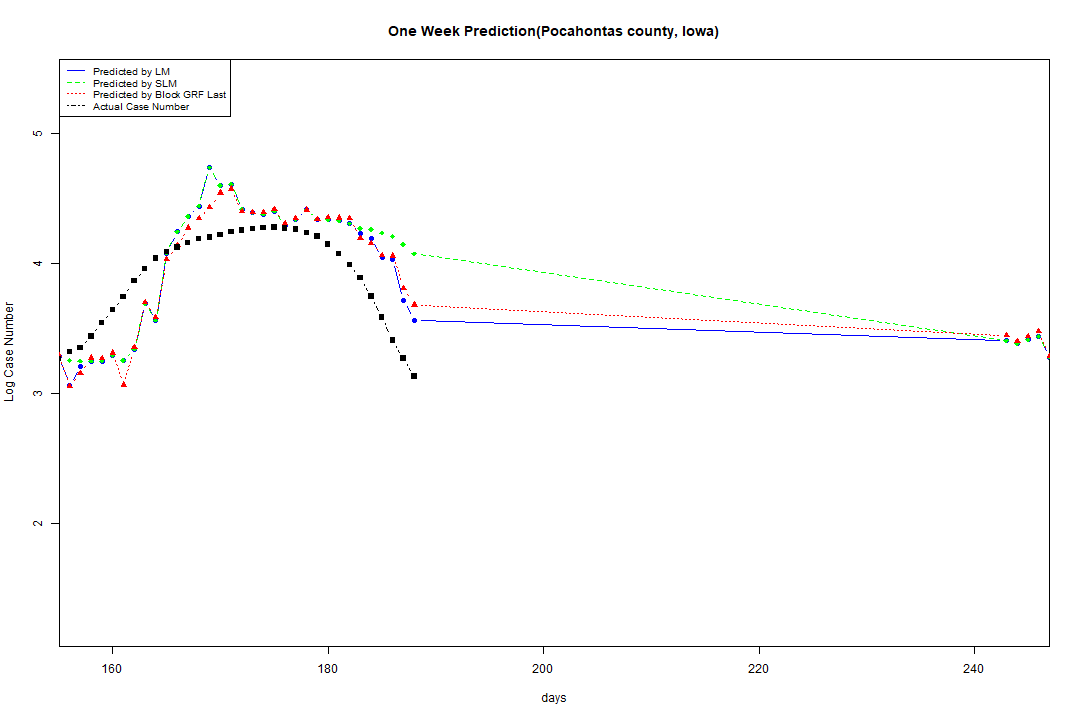 One Week Prediction(Pocahontas county, Iowa)
Predicted by LM
Predicted by SLM
Predicted by Block GRF Last
Actual Case Number
5
4
3
2
Log Case Number
160 180 200 220 240
days